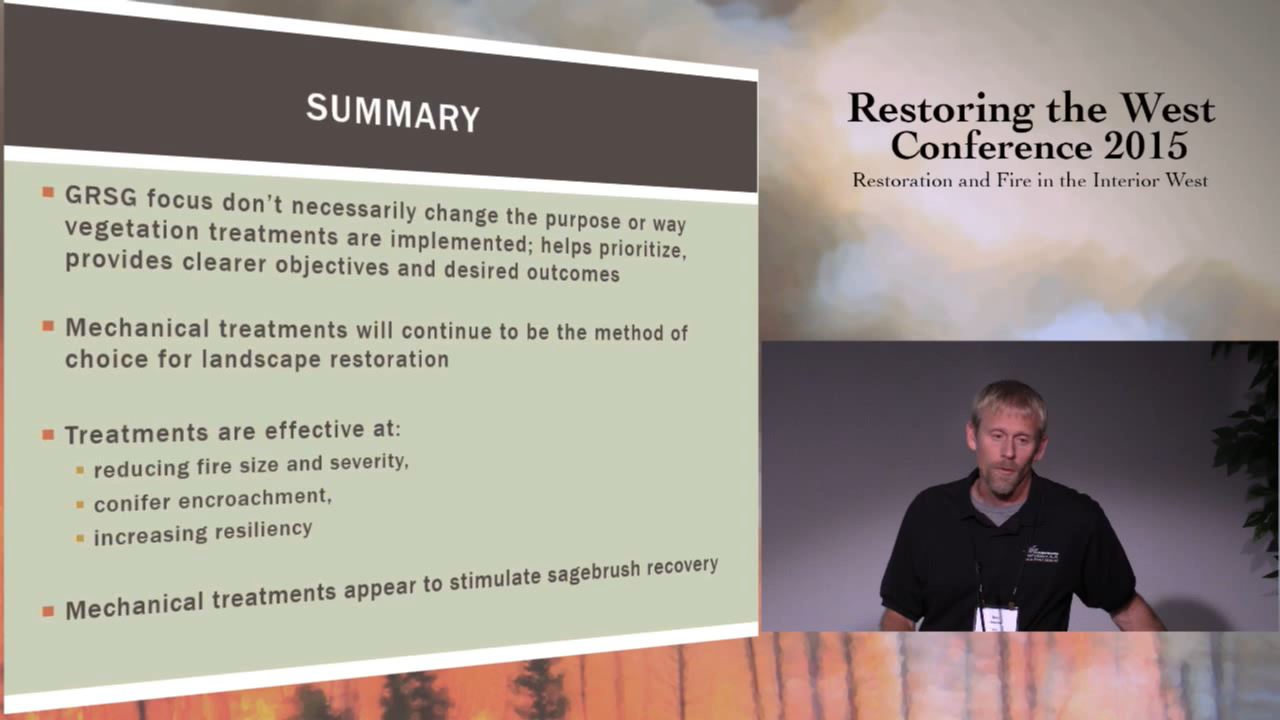 SUMMARY
GRSG focus don't necessarily change the purpose or way
vegetation treatments are implemented; helps prioritize,
provides clearer objectives and desired outcomes
Mechanical treatments will continue to be the method of
choice for landscape restoration
Treatments are effective at:
reducing fire size and severity,
conifer encroachment,
increasing resiliency
Mechanical treatments appear to stimulate sagebrush recovery
Restoring the West
Conference 2015
Restoration and Fire in the Interior West